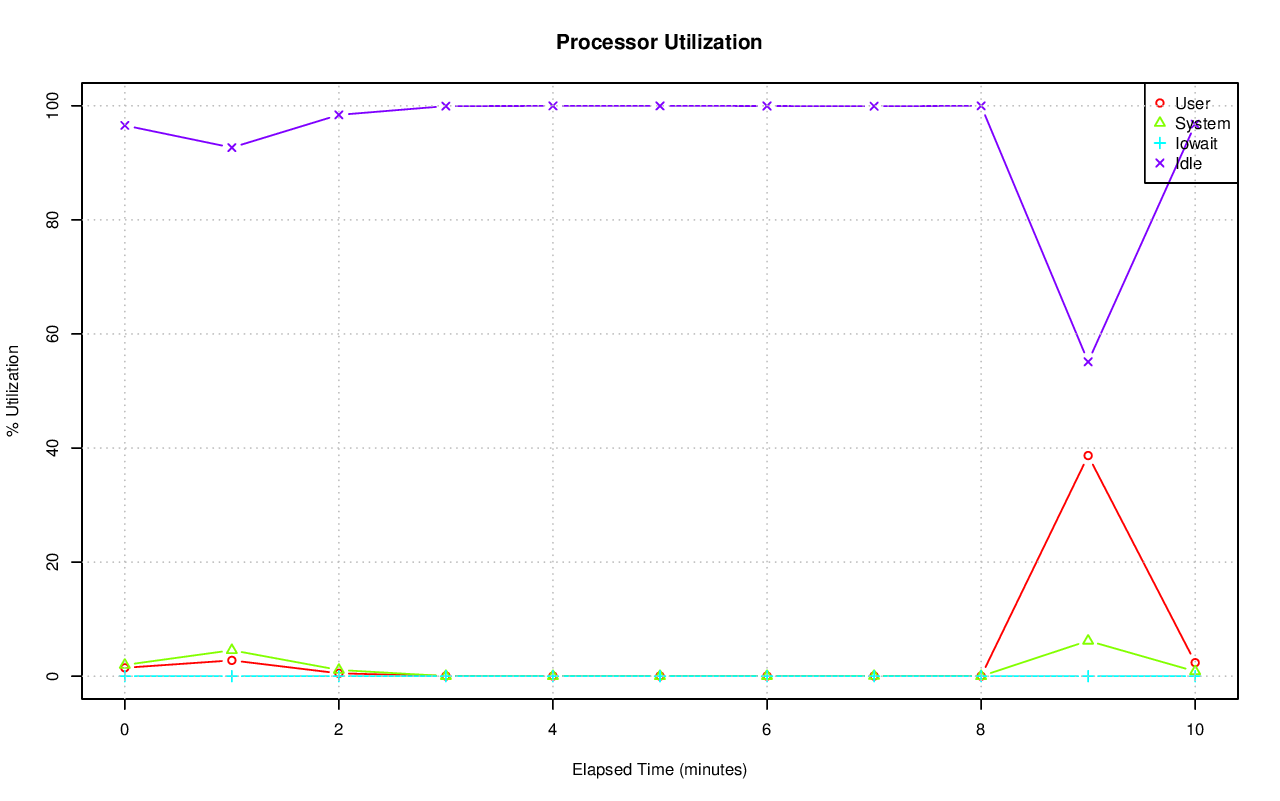 Processor Utilization
100
80
60
40
20
0
% Utilization
User
System
Iowait
Idle
0 2 4 6 8 10
Elapsed Time (minutes)